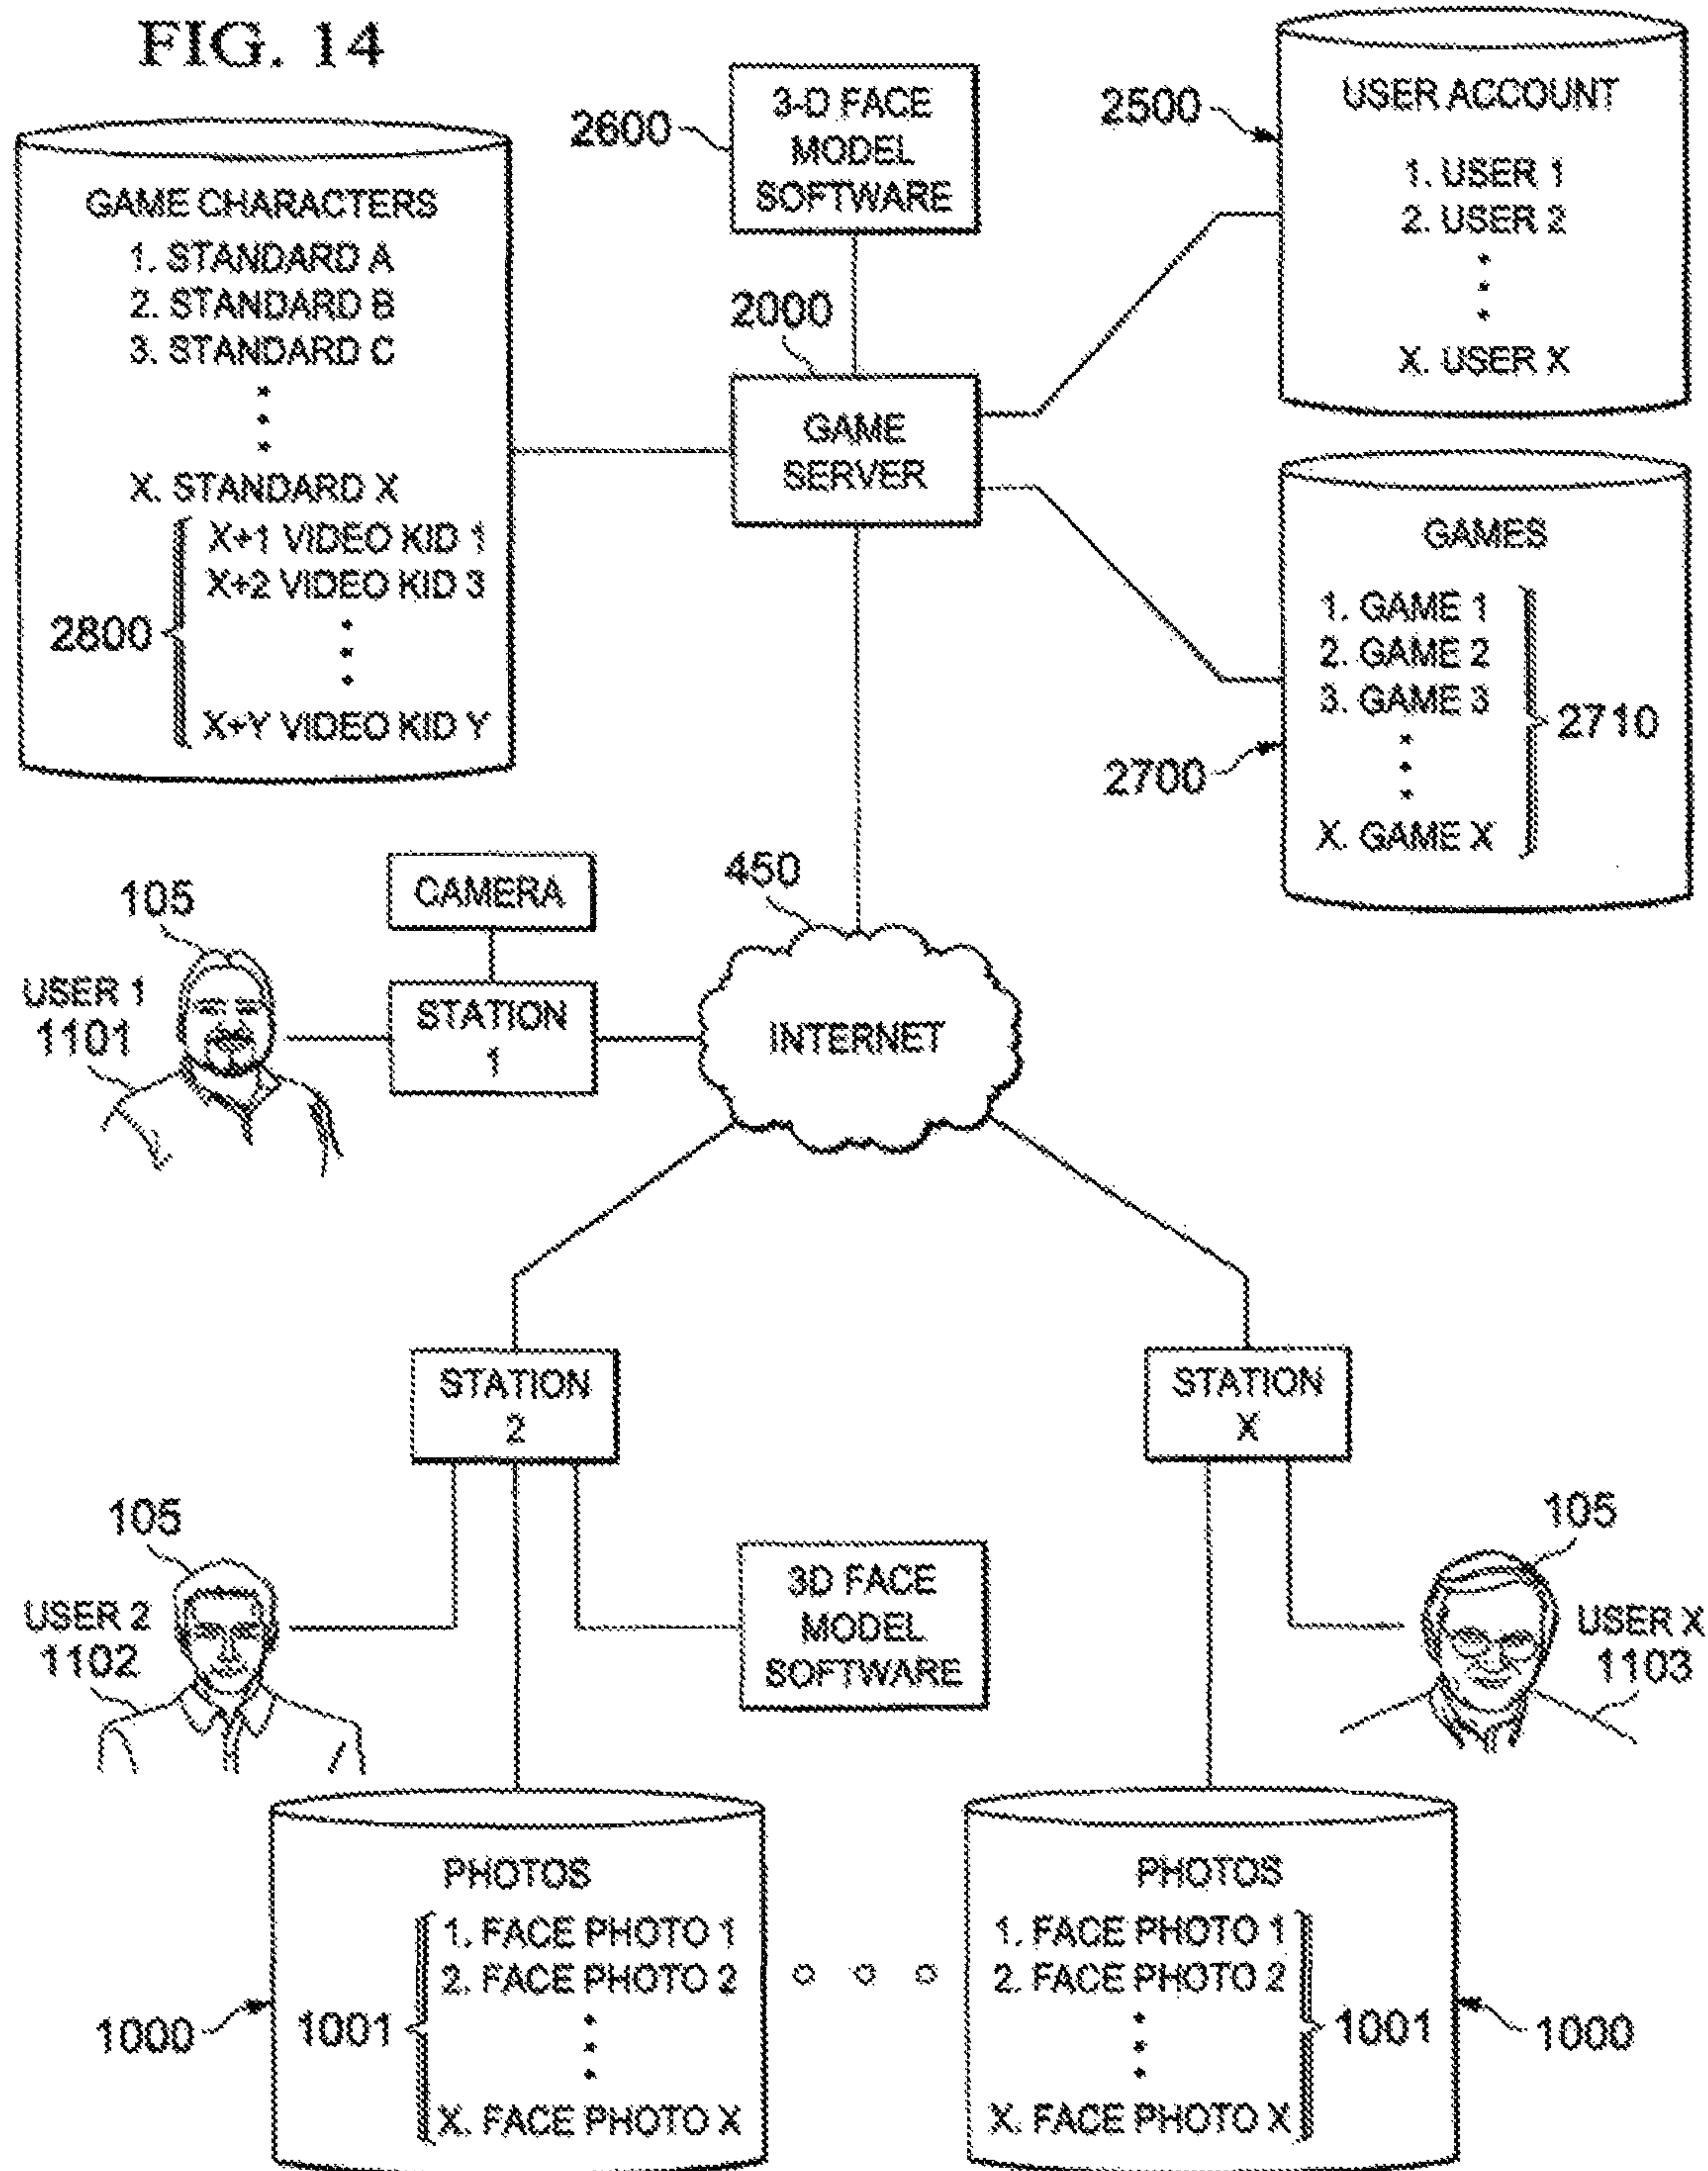 FIG. 14
GAME CHARACTERS
1. STANDARD A
2. STANDARD B
3. STANDARD C
X. STANDARD X
X+1 VIDEO KID 1
X+2 VIDEO KID 3
X+Y VIDEO KID Y
2800
2600
3-D FACE
MODEL
SOFTWARE
2000
GAME
SERVER
2500
USER ACCOUNT
1. USER 1
2. USER 2
X. USER X
GAMES
1. GAME 1
2. GAME 2
3. GAME 3
X. GAME X
2710
2700
105
USER 1
1101
CAMERA
STATION
1
450
INTERNET
STATION
2
STATION
X
105
USER 2
1102
3D FACE
MODEL
SOFTWARE
105
USER X
1103
PHOTOS
1. FACE PHOTO 1
2. FACE PHOTO 2
X. FACE PHOTO X
1000
1001
PHOTOS
1. FACE PHOTO 1
2. FACE PHOTO 2
X. FACE PHOTO X
1001
1000